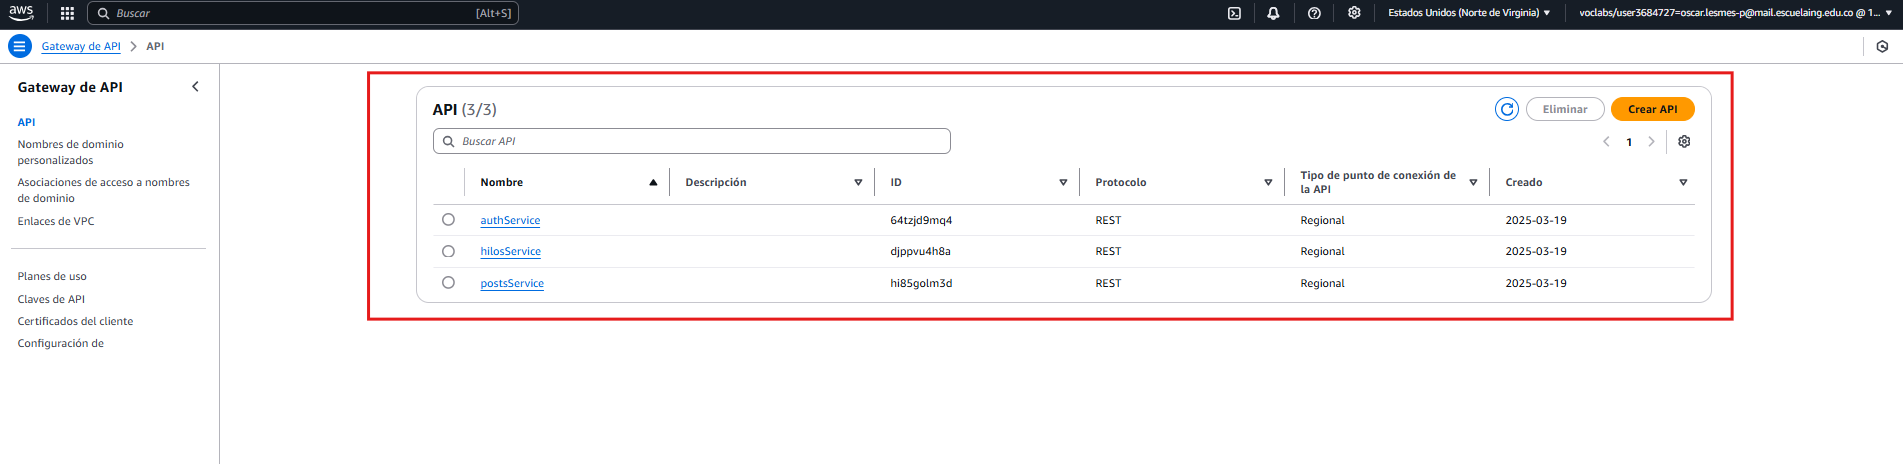 aws
Buscar
[Alt+S]
Estados Unidos (Norte de Virginia)
voclabs/user3684727=oscar.lesmes-p@mail.escuelaing.edu.co @ 1...
Gateway de API > API
Gateway de API
API
Nombres de dominio
personalizados
Asociaciones de acceso a nombres
de dominio
Enlaces de VPC
Planes de uso
Claves de API
Certificados del cliente
Configuración de
API (3/3)
Eliminar
Crear API
Buscar API
1
Nombre
Descripción
ID
Protocolo
Tipo de punto de conexión de
la API
Creado
authService 64tzjd9mq4 REST Regional 2025-03-19
hilosService djppvu4h8a REST Regional 2025-03-19
postsService hi85golm3d REST Regional 2025-03-19